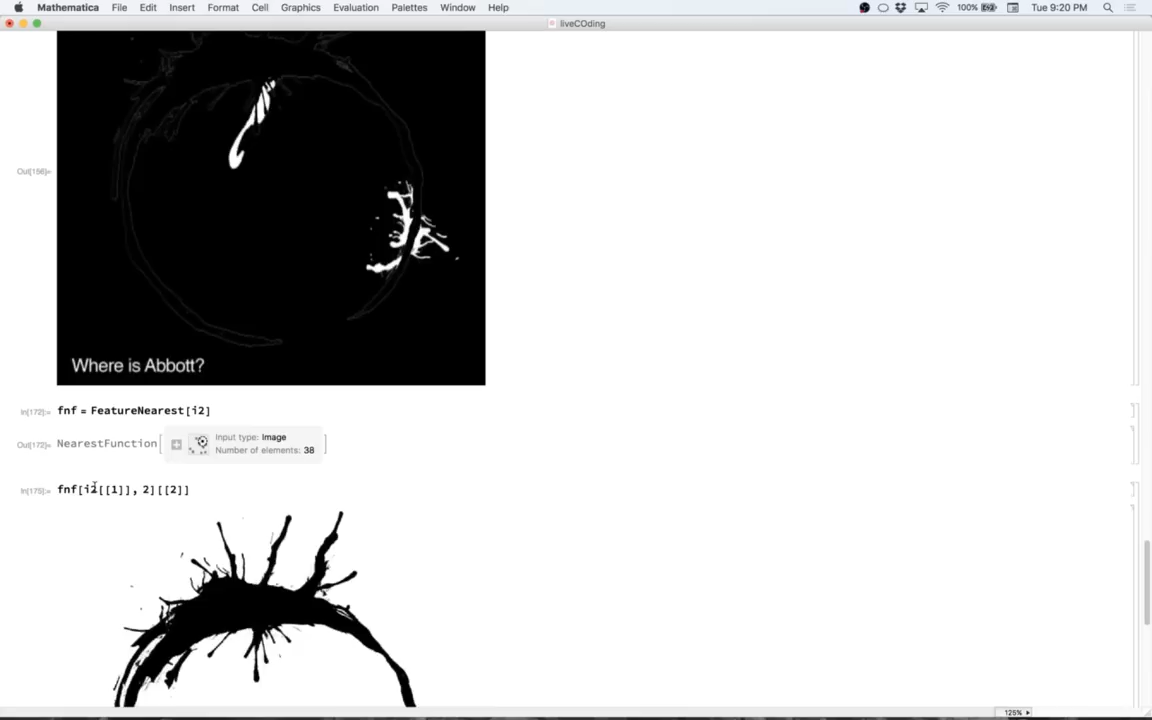 Mathematica File Edit Insert Format Cell Graphics Evaluation Palettes Window Help 100% Tue 9:20 PM
liveCOding
Out[156]=
Where is Abbott?
In[172]:= fnf = FeatureNearest[i2]
Out[172]= NearestFunction[ Input type: Image
Number of elements: 38 ]
In[175]:= fnf[i2[[1]], 2][[2]]
125%